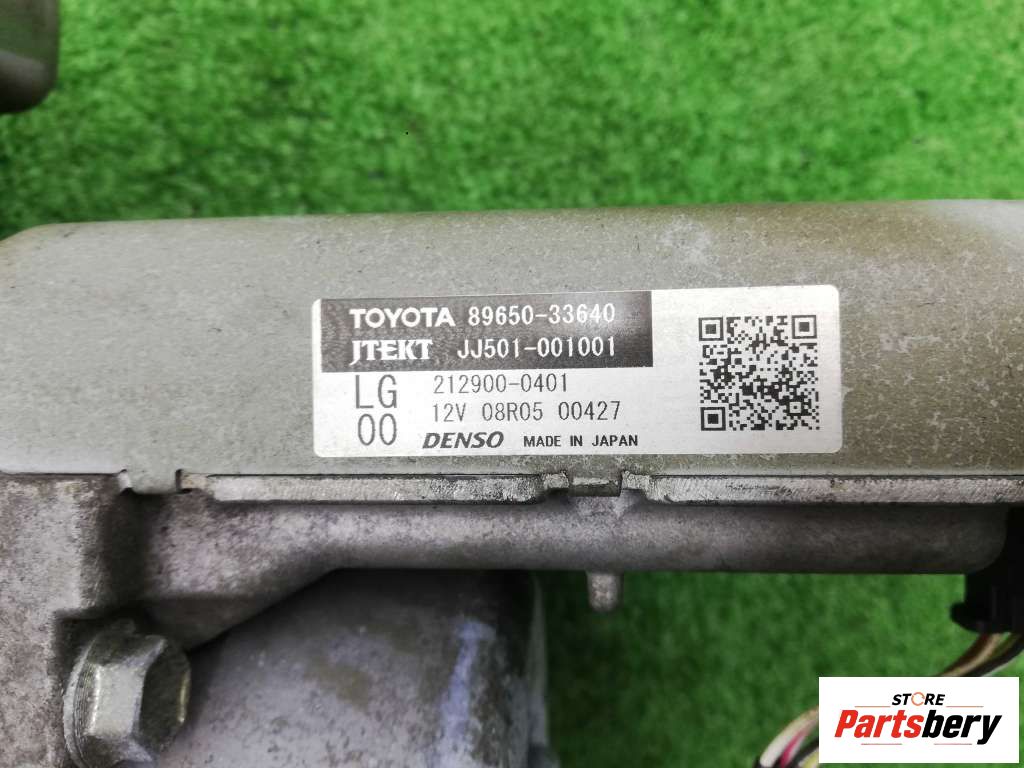 TOYOTA 89650-33640
JTEKT JJ501-001001
LG 212900-0401
00 12V 08R05 00427
DENSO MADE IN JAPAN
STORE
Partsbery